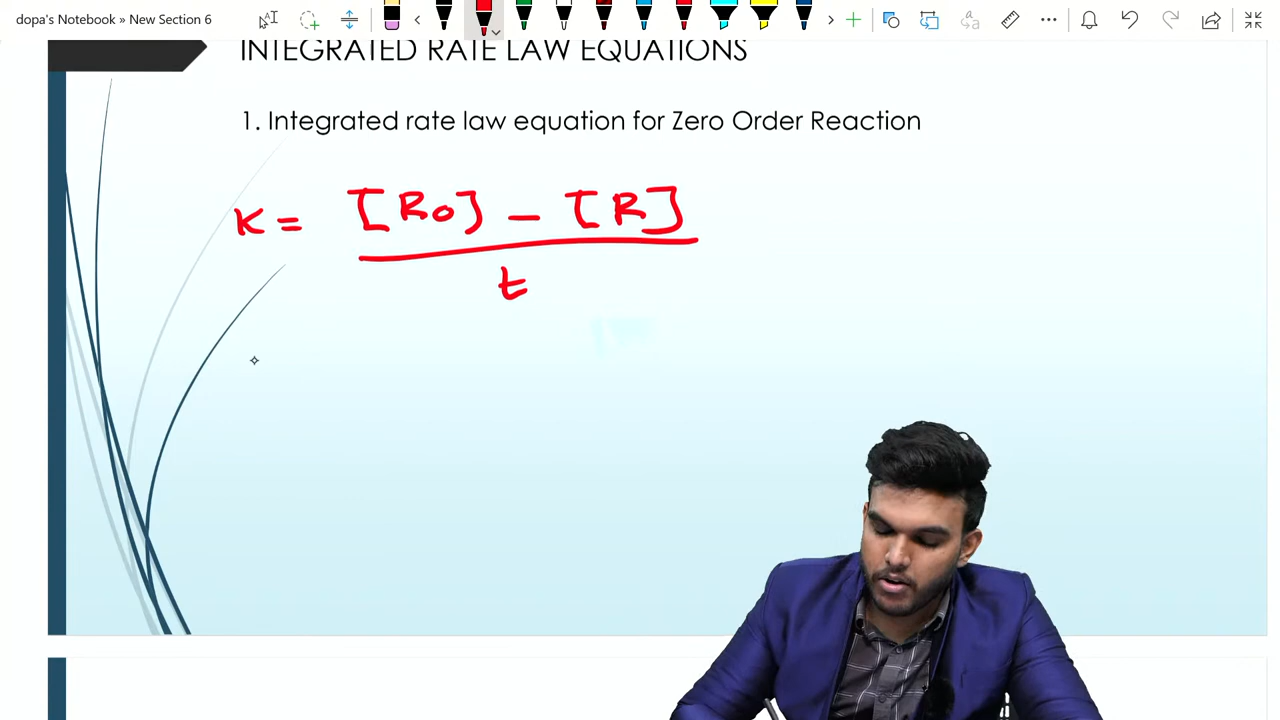 dopa's Notebook » New Section 6
INTEGRATED RATE LAW EQUATIONS
1. Integrated rate law equation for Zero Order Reaction
K = [R0] - [R]
t